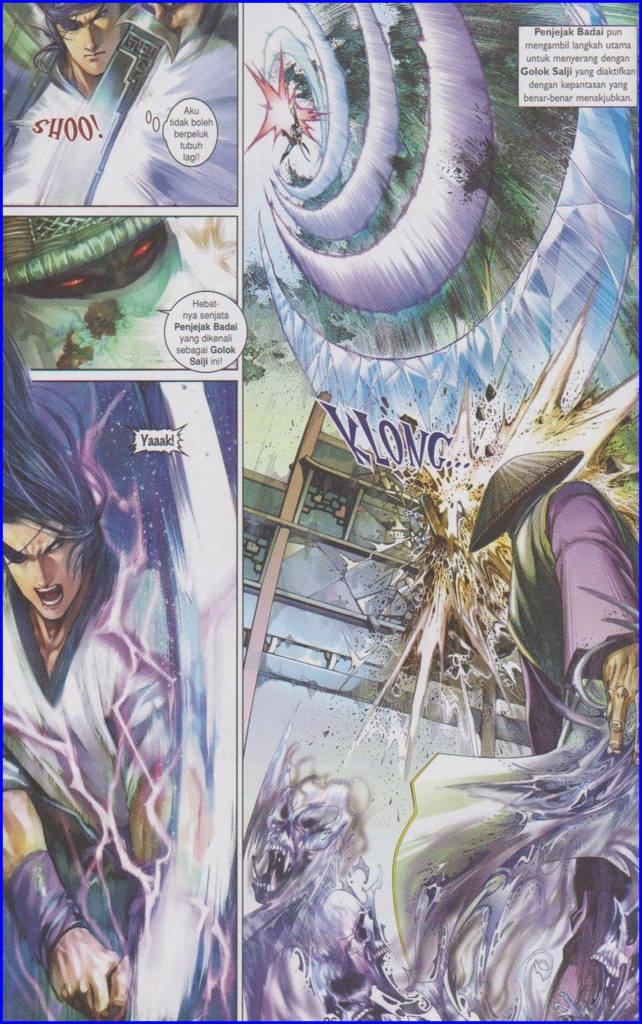 SHOO!
Aku
tidak boleh
berpeluk
tubuh
lagi!
Hebat-
nya senjata
Penjejak Badai
yang dikenali
sebagai Golok
Salji ini!
Yaaak!
Penjejak Badai pun
mengambil langkah utama
untuk menyerang dengan
Golok Salji yang diaktifkan
dengan kepantasan yang
benar-benar menakjubkan.
KLONG...